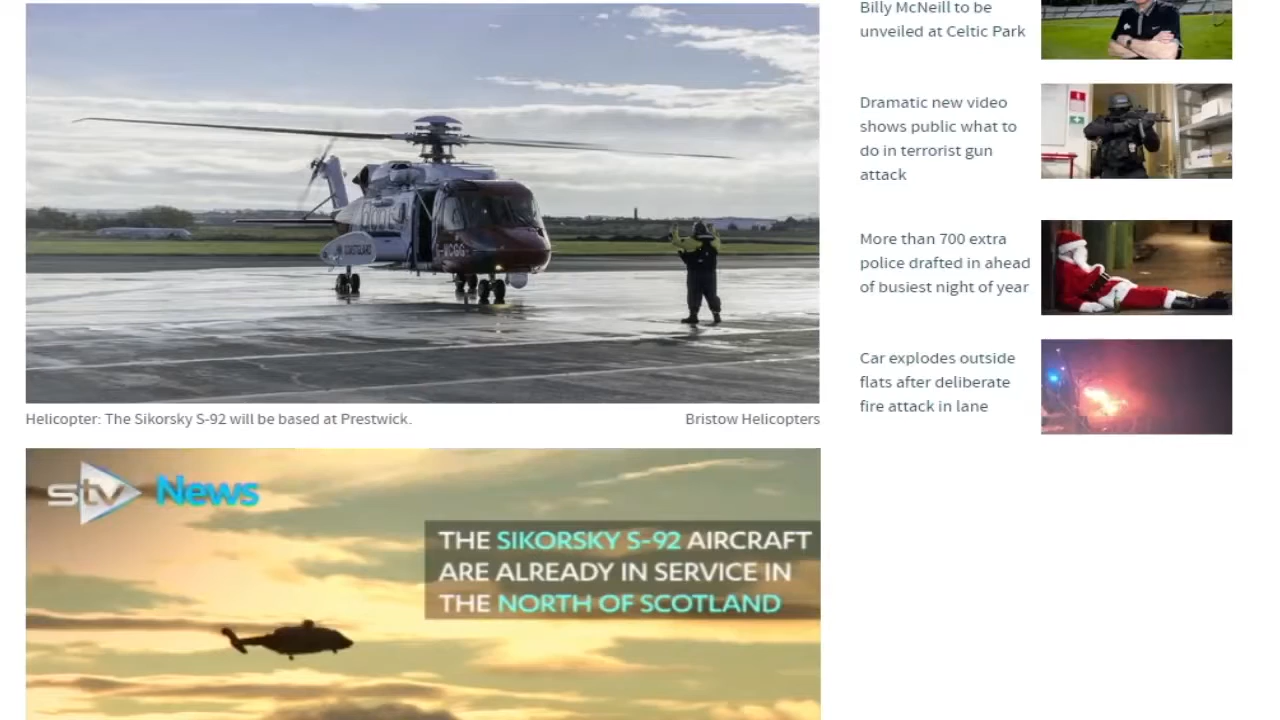 Billy McNeill to be
unveiled at Celtic Park
Dramatic new video
shows public what to
do in terrorist gun
attack
More than 700 extra
police drafted in ahead
of busiest night of year
Car explodes outside
flats after deliberate
fire attack in lane
COASTGUARD
Helicopter: The Sikorsky S-92 will be based at Prestwick.
Bristow Helicopters
stv News
THE SIKORSKY S-92 AIRCRAFT
ARE ALREADY IN SERVICE IN
THE NORTH OF SCOTLAND